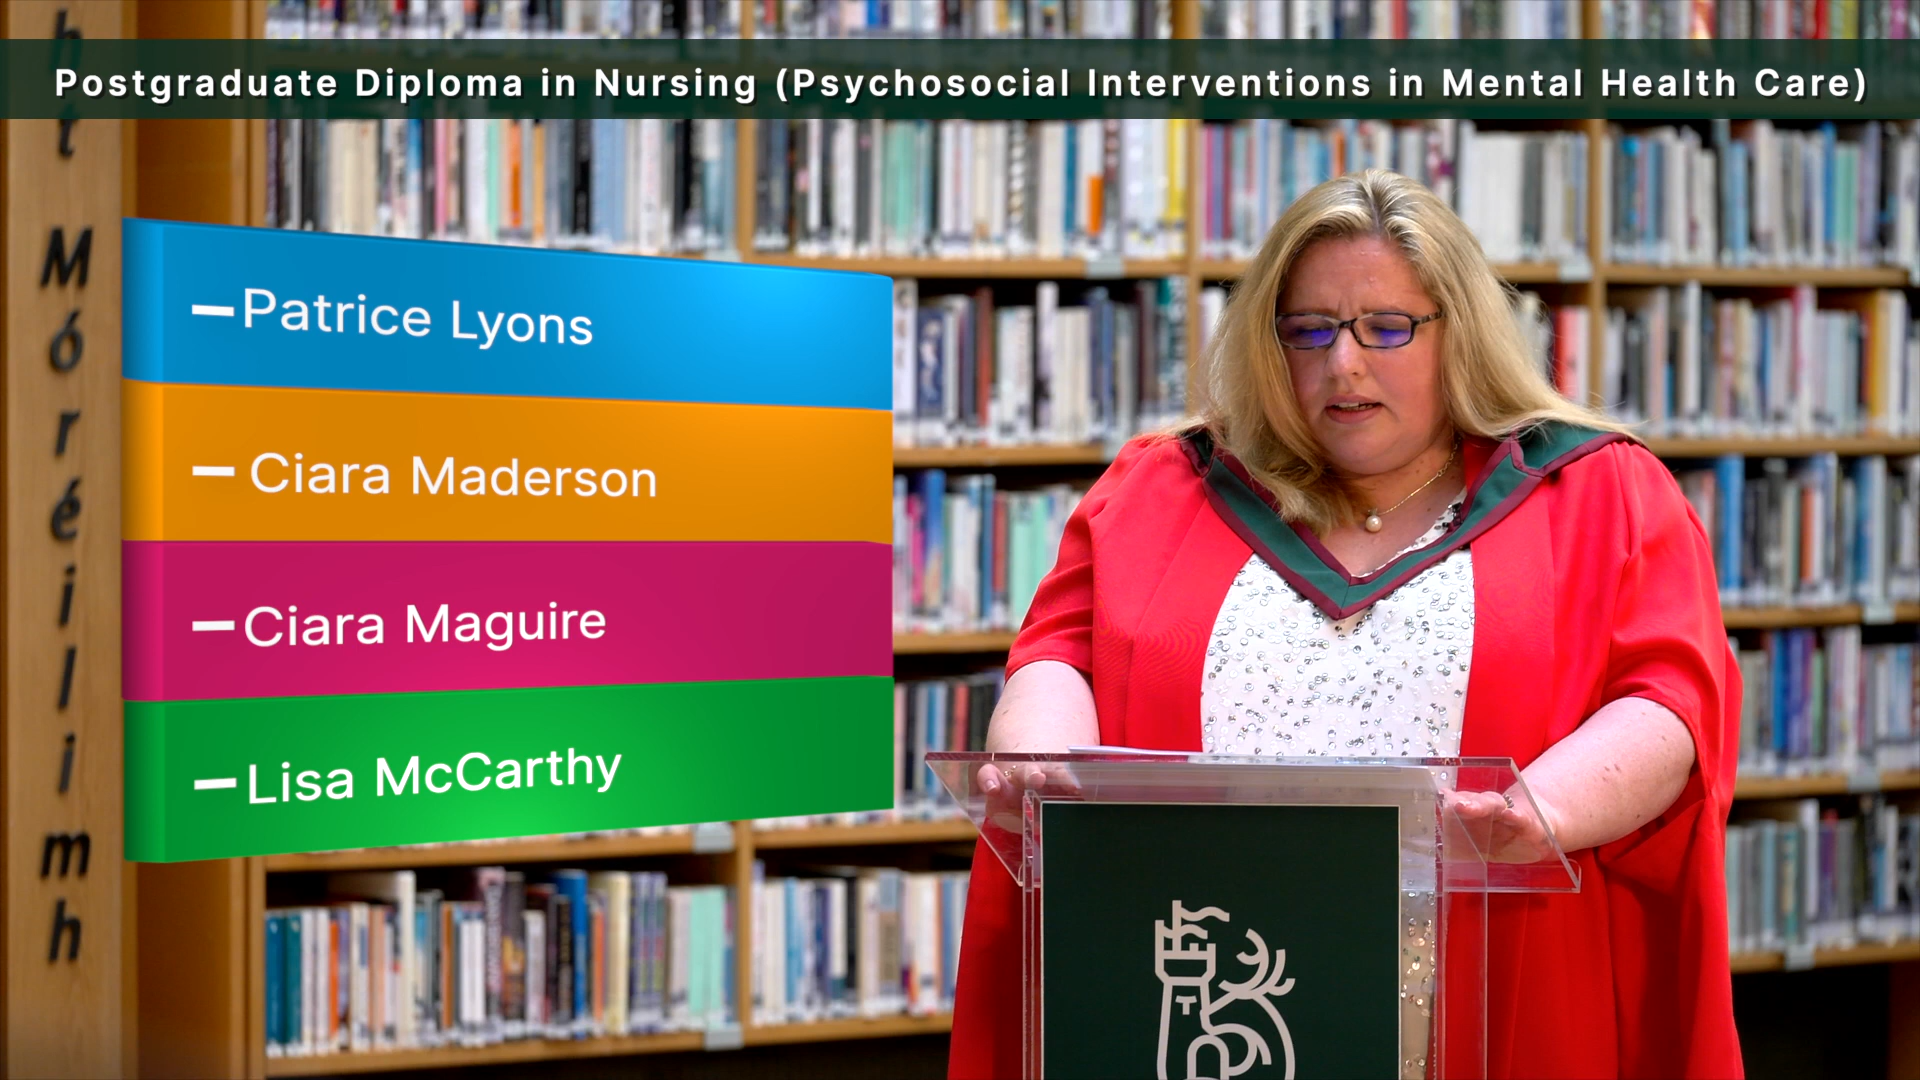 Postgraduate Diploma in Nursing (Psychosocial Interventions in Mental Health Care)
Patrice Lyons
Ciara Maderson
Ciara Maguire
Lisa McCarthy
ht Móréilimh